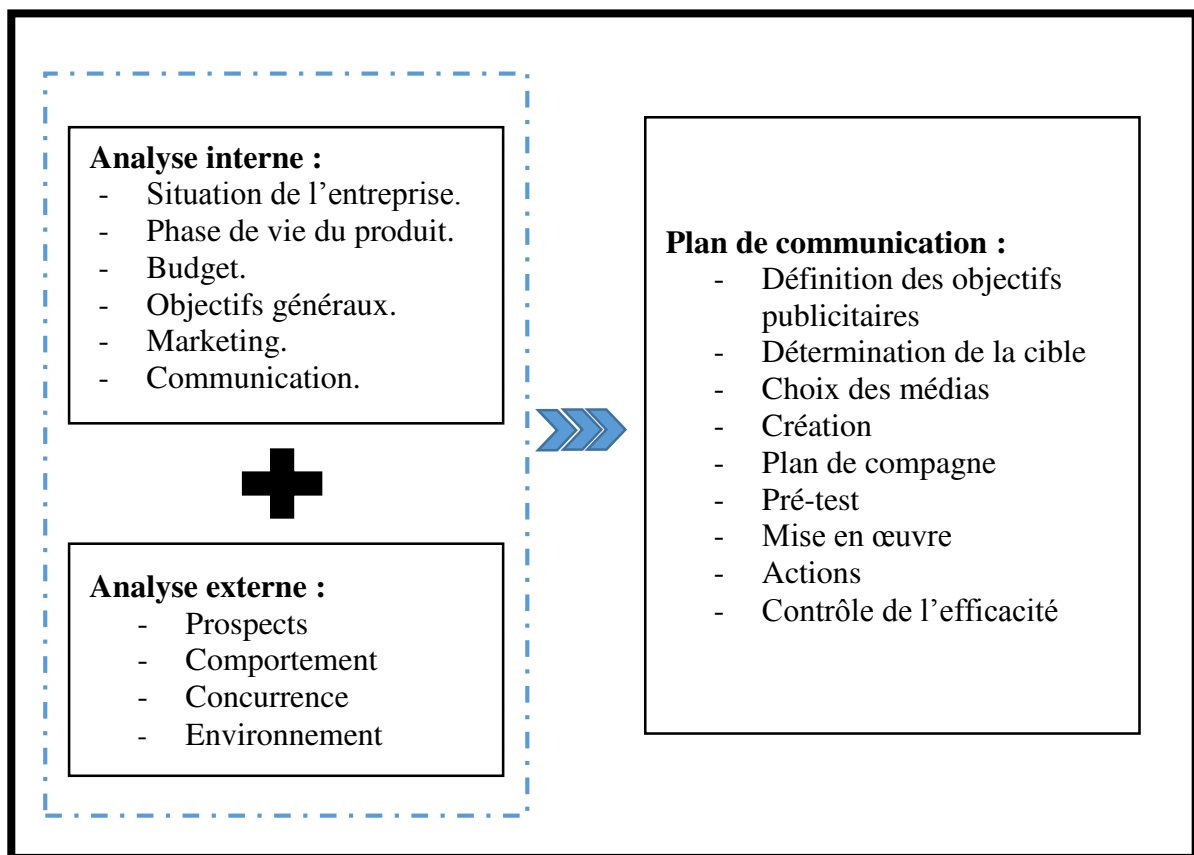 Analyse interne :
- Situation de l’entreprise.
- Phase de vie du produit.
- Budget.
- Objectifs généraux.
- Marketing.
- Communication.
Analyse externe :
- Prospects
- Comportement
- Concurrence
- Environnement
Plan de communication :
- Définition des objectifs
publicitaires
- Détermination de la cible
- Choix des médias
- Création
- Plan de compagne
- Pré-test
- Mise en œuvre
- Actions
- Contrôle de l’efficacité